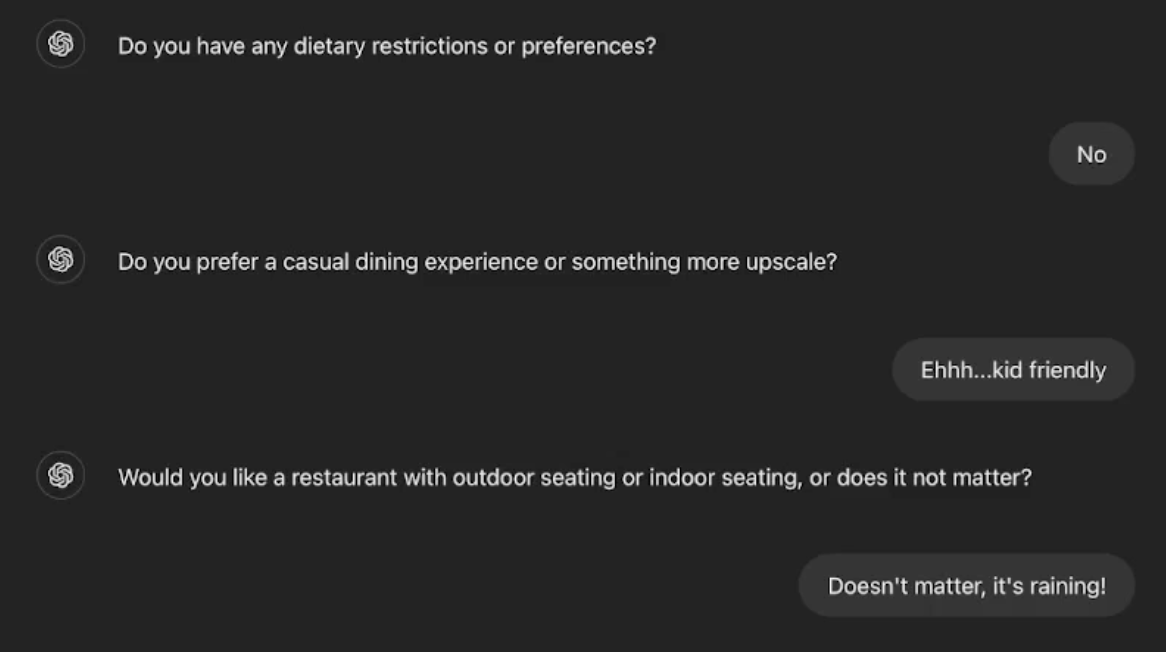 Do you have any dietary restrictions or preferences?
No
Do you prefer a casual dining experience or something more upscale?
Ehhh...kid friendly
Would you like a restaurant with outdoor seating or indoor seating, or does it not matter?
Doesn't matter, it's raining!